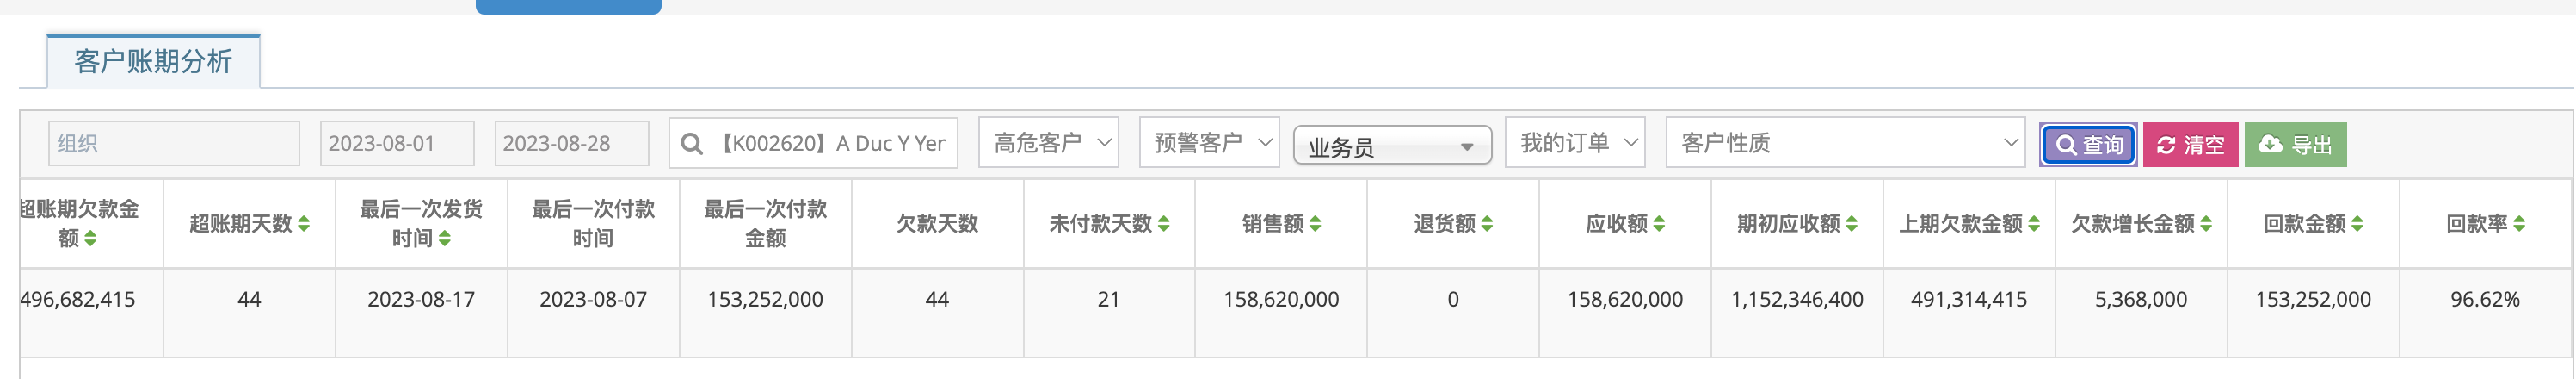 客户账期分析
组织
2023-08-01
2023-08-28
【K002620】A Duc Y Yen
高危客户
预警客户
业务员
我的订单
客户性质
查询
清空
导出
超账期欠款金
额
超账期天数
最后一次发货
时间
最后一次付款
时间
最后一次付款
金额
欠款天数
未付款天数
销售额
退货额
应收额
期初应收额
上期欠款金额
欠款增长金额
回款金额
回款率
496,682,415
44
2023-08-17
2023-08-07
153,252,000
44
21
158,620,000
0
158,620,000
1,152,346,400
491,314,415
5,368,000
153,252,000
96.62%